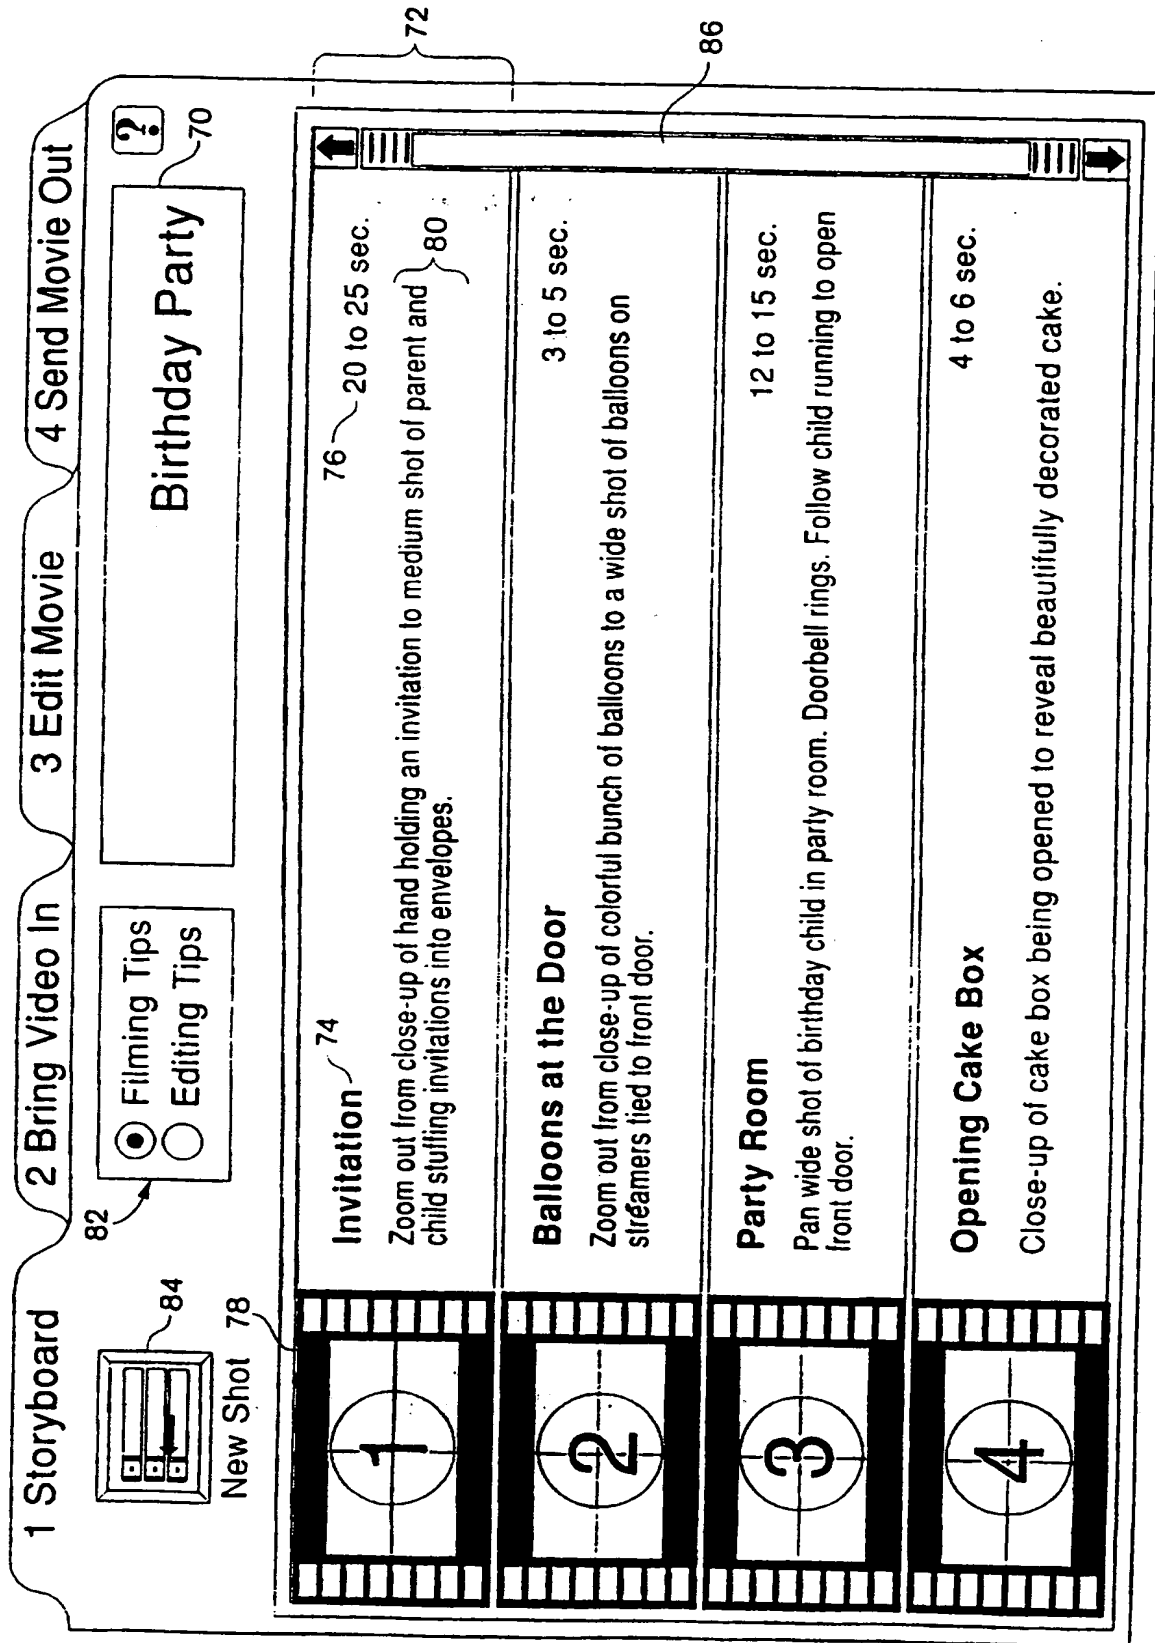 1 Storyboard
2 Bring Video In
3 Edit Movie
4 Send Movie Out
84
New Shot
78
82
Filming Tips
Editing Tips
Birthday Party
70
?
72
1
Invitation
74
76
20 to 25 sec.
Zoom out from close-up of hand holding an invitation to medium shot of parent and
child stuffing invitations into envelopes.
80
86
2
Balloons at the Door
3 to 5 sec.
Zoom out from close-up of colorful bunch of balloons to a wide shot of balloons on
streamers tied to front door.
3
Party Room
12 to 15 sec.
Pan wide shot of birthday child in party room. Doorbell rings. Follow child running to open
front door.
4
Opening Cake Box
4 to 6 sec.
Close-up of cake box being opened to reveal beautifully decorated cake.